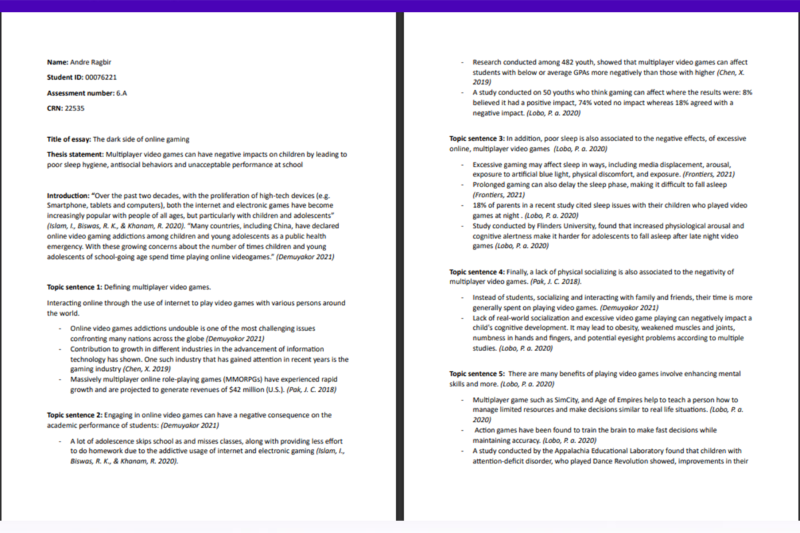 Name: Andre Ragbir
Student ID: 00076221
Assessment number: 6.A
CRN: 22535
Title of essay: The dark side of online gaming
Thesis statement: Multiplayer video games can have negative impacts on children by leading to
poor sleep hygiene, antisocial behaviors and unacceptable performance at school
Introduction: "Over the past two decades, with the proliferation of high-tech devices (e.g.
Smartphone, tablets and computers), both the internet and electronic games have become
increasingly popular with people of all ages, but particularly with children and adolescents"
(Islam, I., Biswas, R. K., & Khanam, R. 2020). "Many countries, including China, have declared
online video gaming addictions among children and young adolescents as a public health
emergency. With these growing concerns about the number of times children and young
adolescents of school-going age spend time playing online videogames." (Demuyakor 2021)
Topic sentence 1: Defining multiplayer video games.
Interacting online through the use of internet to play video games with various persons around
the world.
- Online video games addictions undouble is one of the most challenging issues
confronting many nations across the globe (Demuyakor 2021)
- Contribution to growth in different industries in the advancement of information
technology has shown. One such industry that has gained attention in recent years is the
gaming industry (Chen, X. 2019)
- Massively multiplayer online role-playing games (MMORPGs) have experienced rapid
growth and are projected to generate revenues of $42 million (U.S.). (Pak, J. C. 2018)
Topic sentence 2: Engaging in online video games can have a negative consequence on the
academic performance of students: (Demuyakor 2021)
- A lot of adolescence skips school as and misses classes, along with providing less effort
to do homework due to the addictive usage of internet and electronic gaming (Islam, I.,
Biswas, R. K., & Khanam, R. 2020).
- Research conducted among 482 youth, showed that multiplayer video games can affect
students with below or average GPAs more negatively than those with higher (Chen, X.
2019)
- A study conducted on 50 youths who think gaming can affect where the results were: 8%
believed it had a positive impact, 74% voted no impact whereas 18% agreed with a
negative impact. (Lobo, P. a. 2020)
Topic sentence 3: In addition, poor sleep is also associated to the negative effects, of excessive
online, multiplayer video games (Lobo, P. a. 2020)
- Excessive gaming may affect sleep in ways, including media displacement, arousal,
exposure to artificial blue light, physical discomfort, and exposure. (Frontiers, 2021)
- Prolonged gaming can also delay the sleep phase, making it difficult to fall asleep
(Frontiers, 2021)
- 18% of parents in a recent study cited sleep issues with their children who played video
games at night . (Lobo, P. a. 2020)
- Study conducted by Flinders University, found that increased physiological arousal and
cognitive alertness make it harder for adolescents to fall asleep after late night video
games (Lobo, P. a. 2020)
Topic sentence 4: Finally, a lack of physical socializing is also associated to the negativity of
multiplayer video games. (Pak, J. C. 2018).
- Instead of students, socializing and interacting with family and friends, their time is more
generally spent on playing video games. (Demuyakor 2021)
- Lack of real-world socialization and excessive video game playing can negatively impact a
child's cognitive development. It may lead to obesity, weakened muscles and joints,
numbness in hands and fingers, and potential eyesight problems according to multiple
studies. (Lobo, P. a. 2020)
Topic sentence 5: There are many benefits of playing video games involve enhancing mental
skills and more. (Lobo, P. a. 2020)
- Multiplayer game such as SimCity, and Age of Empires help to teach a person how to
manage limited resources and make decisions similar to real life situations. (Lobo, P. a.
2020)
- Action games have been found to train the brain to make fast decisions while
maintaining accuracy. (Lobo, P. a. 2020)
- A study conducted by the Appalachia Educational Laboratory found that children with
attention-deficit disorder, who played Dance Revolution showed, improvements in their